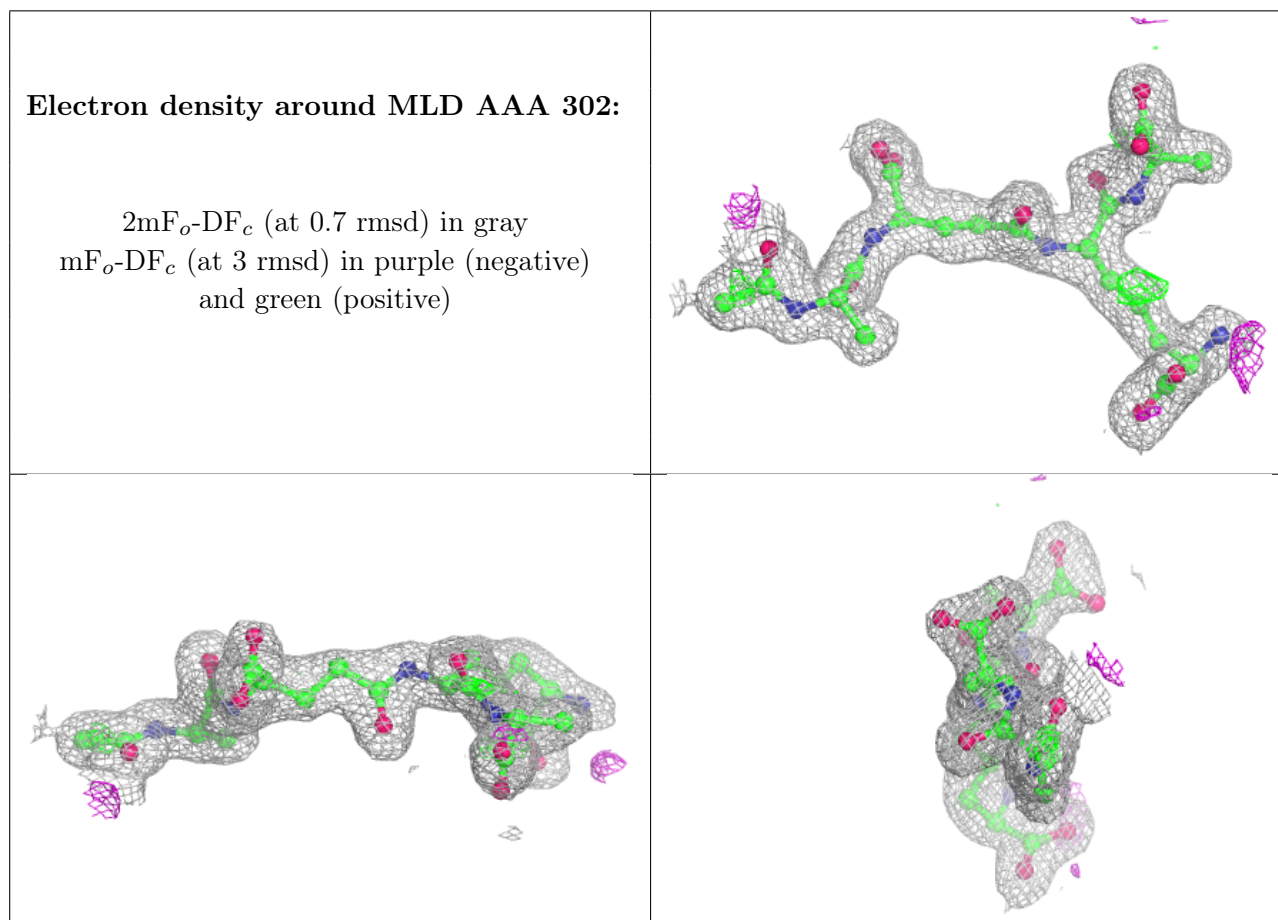 Electron density around MLD AAA 302:
2mFo-DFc (at 0.7 rmsd) in gray
mFo-DFc (at 3 rmsd) in purple (negative)
and green (positive)